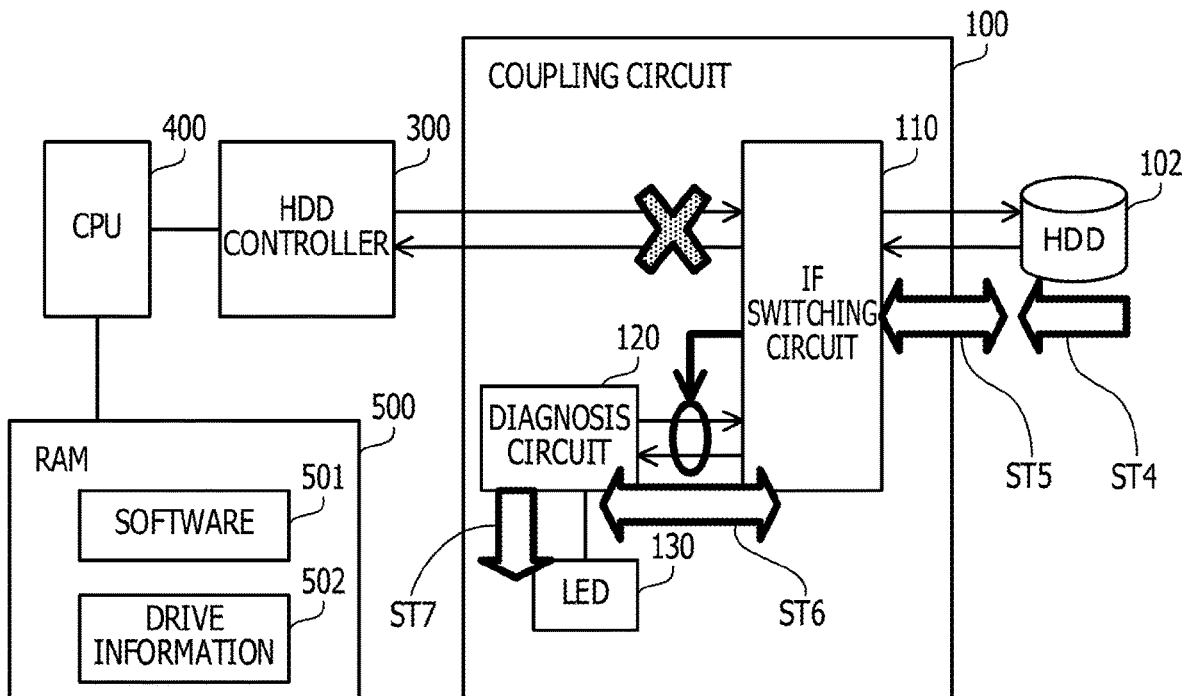 100
COUPLING CIRCUIT
400
300
110
102
CPU
HDD
CONTROLLER
HDD
IF
SWITCHING
CIRCUIT
120
DIAGNOSIS
CIRCUIT
500
RAM
501
SOFTWARE
ST5
ST4
130
502
LED
DRIVE
INFORMATION
ST7
ST6